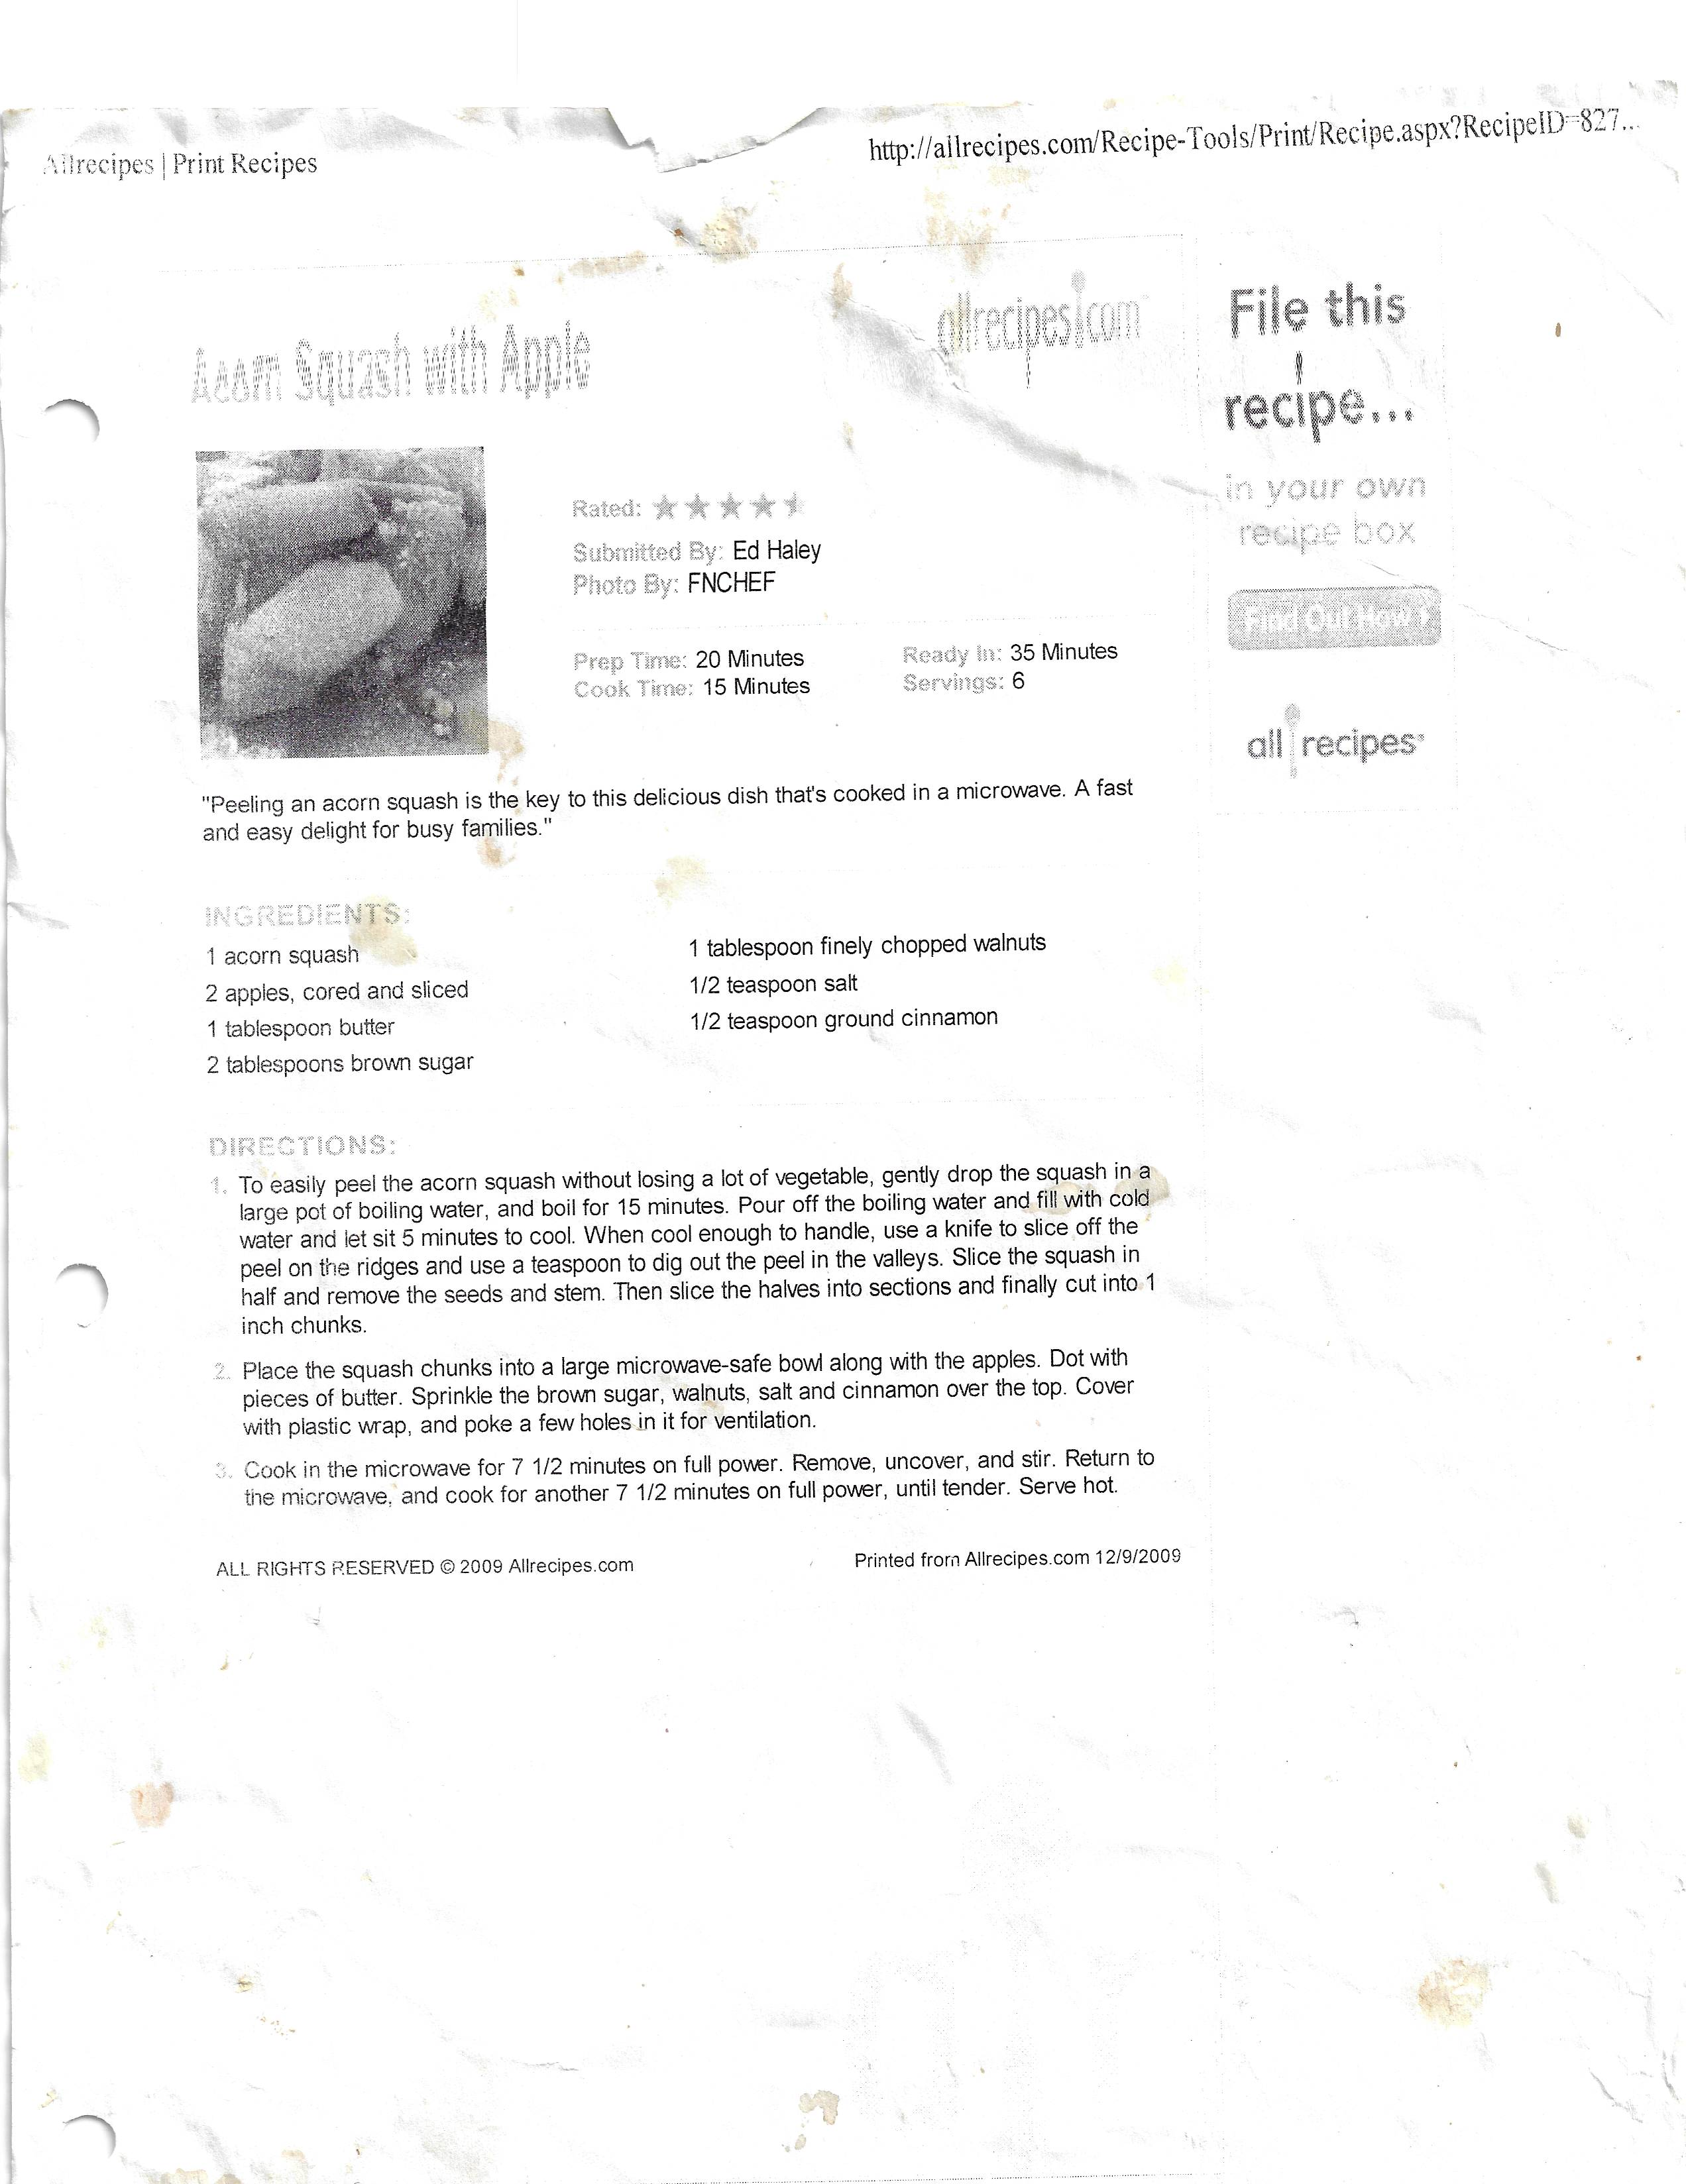 Allrecipes | Print Recipes
http://allrecipes.com/Recipe-Tools/Print/Recipe.aspx?RecipeID=827...
Acorn Squash with Apple
allrecipes.com
Rated:
Submitted By: Ed Haley
Photo By: FNCHEF
Prep Time: 20 Minutes
Cook Time: 15 Minutes
Ready In: 35 Minutes
Servings: 6
"Peeling an acorn squash is the key to this delicious dish that's cooked in a microwave. A fast
and easy delight for busy families."
INGREDIENTS:
1 acorn squash
2 apples, cored and sliced
1 tablespoon butter
2 tablespoons brown sugar
1 tablespoon finely chopped walnuts
1/2 teaspoon salt
1/2 teaspoon ground cinnamon
DIRECTIONS:
1. To easily peel the acorn squash without losing a lot of vegetable, gently drop the squash in a
large pot of boiling water, and boil for 15 minutes. Pour off the boiling water and fill with cold
water and let sit 5 minutes to cool. When cool enough to handle, use a knife to slice off the
peel on the ridges and use a teaspoon to dig out the peel in the valleys. Slice the squash in
half and remove the seeds and stem. Then slice the halves into sections and finally cut into 1
inch chunks.
2. Place the squash chunks into a large microwave-safe bowl along with the apples. Dot with
pieces of butter. Sprinkle the brown sugar, walnuts, salt and cinnamon over the top. Cover
with plastic wrap, and poke a few holes in it for ventilation.
3. Cook in the microwave for 7 1/2 minutes on full power. Remove, uncover, and stir. Return to
the microwave, and cook for another 7 1/2 minutes on full power, until tender. Serve hot.
ALL RIGHTS RESERVED © 2009 Allrecipes.com
Printed from Allrecipes.com 12/9/2009
File this
recipe...
in your own
recipe box
Find Out How
all recipes